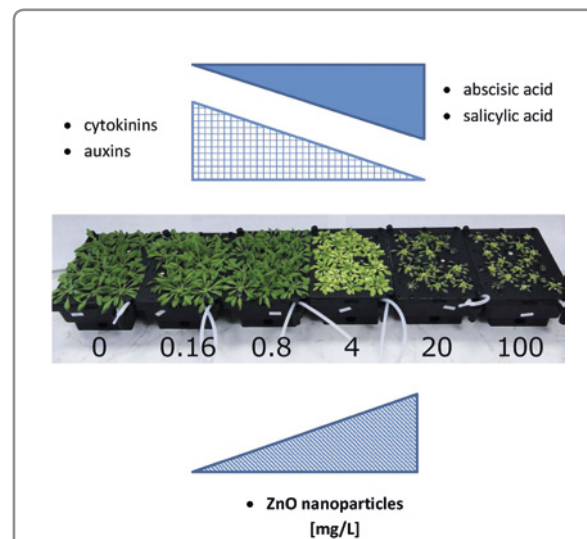 • abscisic acid
• salicylic acid
• cytokinins
• auxins
0 0.16 0.8 4 20 100
• ZnO nanoparticles
[mg/L]